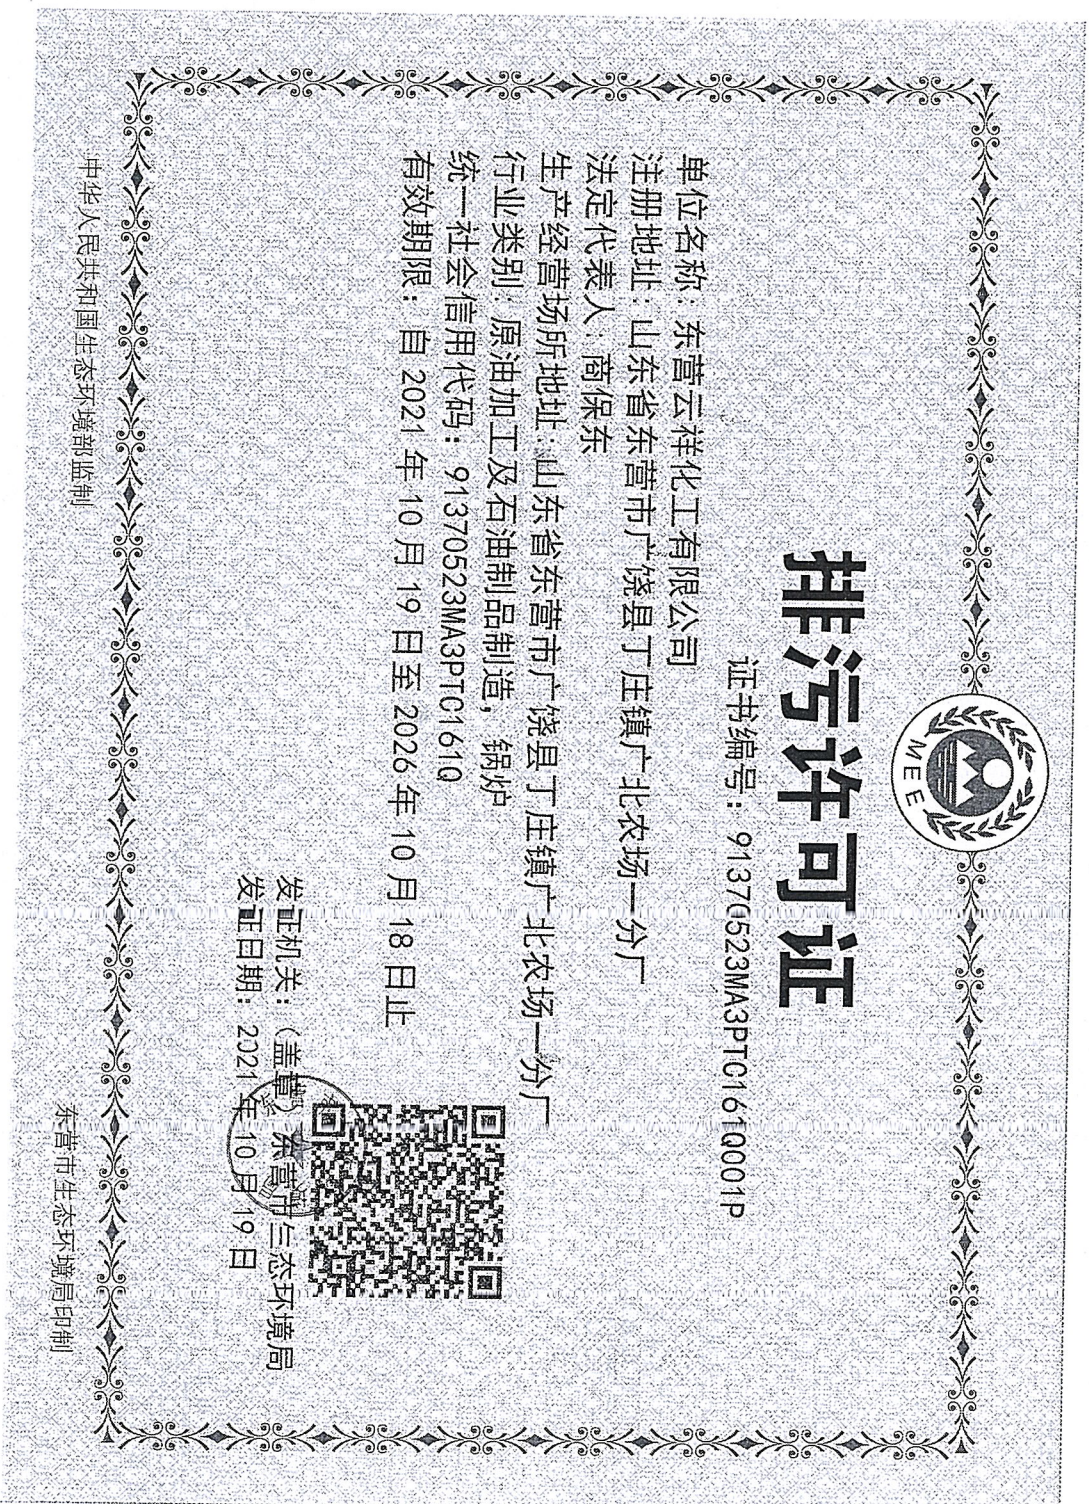 MEE
排污许可证
证书编号：91370523MA3PTC161Q001P
单位名称：东营云祥化工有限公司
注册地址：山东省东营市广饶县丁庄镇广北农场一分厂
法定代表人：商保东
生产经营场所地址：山东省东营市广饶县丁庄镇广北农场一分厂
行业类别：原油加工及石油制品制造，锅炉
统一社会信用代码：91370523MA3PTC161Q
有效期限：自2021年10月19日至2026年10月18日止
发证机关：（盖章）东营市生态环境局
发证日期：2021年10月19日
中华人民共和国生态环境部监制
东营市生态环境局印制